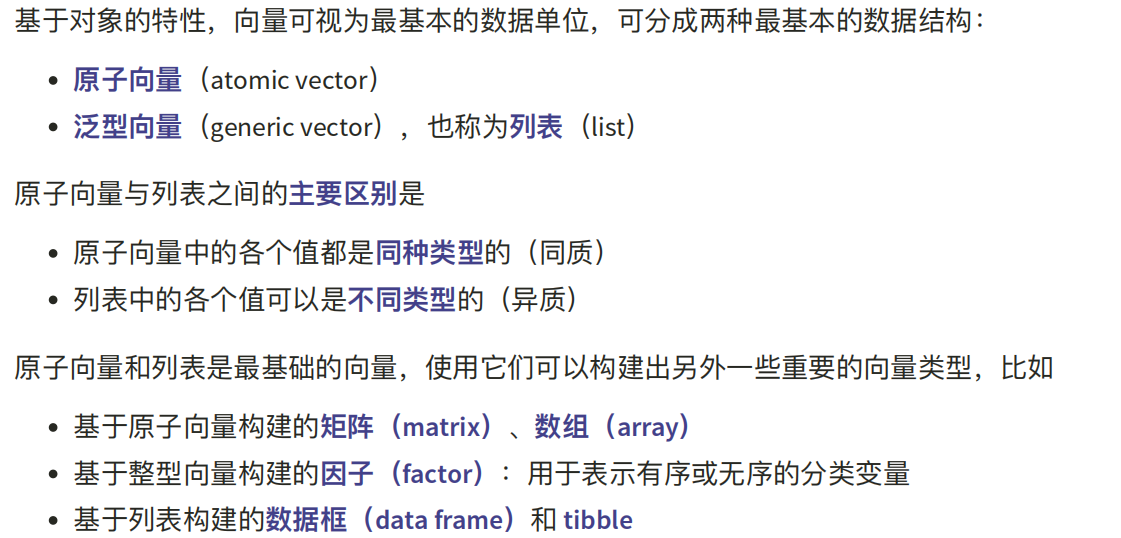 基于对象的特性，向量可视为最基本的数据单位，可分成两种最基本的数据结构：
• 原子向量（atomic vector）
• 泛型向量（generic vector），也称为列表（list）
原子向量与列表之间的主要区别是
• 原子向量中的各个值都是同种类型的（同质）
• 列表中的各个值可以是不同类型的（异质）
原子向量和列表是最基础的向量，使用它们可以构建出另外一些重要的向量类型，比如
• 基于原子向量构建的矩阵（matrix）、数组（array）
• 基于整型向量构建的因子（factor）：用于表示有序或无序的分类变量
• 基于列表构建的数据框（data frame）和 tibble